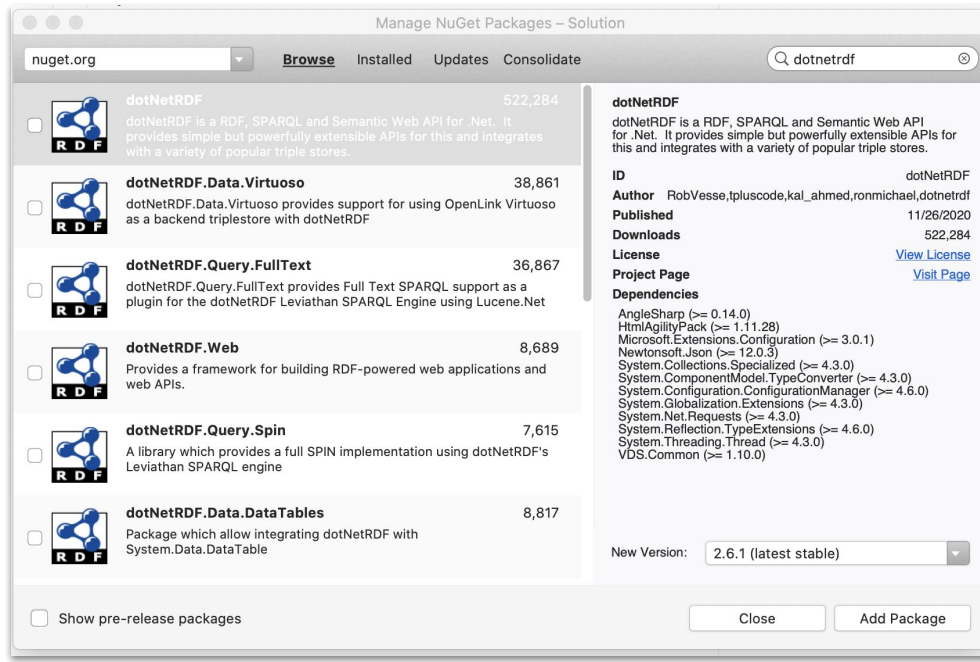 Manage NuGet Packages – Solution
nuget.org
Browse Installed Updates Consolidate
dotnetrdf
RDF
dotNetRDF 522,284
dotNetRDF is a RDF, SPARQL and Semantic Web API for .Net. It
provides simple but powerfully extensible APIs for this and integrates
with a variety of popular triple stores.
RDF
dotNetRDF.Data.Virtuoso 38,861
dotNetRDF.Data.Virtuoso provides support for using OpenLink Virtuoso
as a backend triplestore with dotNetRDF
RDF
dotNetRDF.Query.FullText 36,867
dotNetRDF.Query.FullText provides Full Text SPARQL support as a
plugin for the dotNetRDF Leviathan SPARQL Engine using Lucene.Net
RDF
dotNetRDF.Web 8,689
Provides a framework for building RDF-powered web applications and
web APIs.
RDF
dotNetRDF.Query.Spin 7,615
A library which provides a full SPIN implementation using dotNetRDF's
Leviathan SPARQL engine
RDF
dotNetRDF.Data.DataTables 8,817
Package which allow integrating dotNetRDF with
System.Data.DataTable
RDF
dotNetRDF
dotNetRDF is a RDF, SPARQL and Semantic Web API
for .Net. It provides simple but powerfully extensible APIs for
this and integrates with a variety of popular triple stores.
ID dotNetRDF
Author RobVesse,tpluscode,kal_ahmed,ronmichael,dotnetrdf
Published 11/26/2020
Downloads 522,284
License View License
Project Page Visit Page
Dependencies
AngleSharp (>= 0.14.0)
HtmlAgilityPack (>= 1.11.28)
Microsoft.Extensions.Configuration (>= 3.0.1)
Newtonsoft.Json (>= 12.0.3)
System.Collections.Specialized (>= 4.3.0)
System.ComponentModel.TypeConverter (>= 4.3.0)
System.Configuration.ConfigurationManager (>= 4.6.0)
System.Globalization.Extensions (>= 4.3.0)
System.Net.Requests (>= 4.3.0)
System.Reflection.TypeExtensions (>= 4.6.0)
System.Threading.Thread (>= 4.3.0)
VDS.Common (>= 1.10.0)
New Version: 2.6.1 (latest stable)
Show pre-release packages
Close Add Package